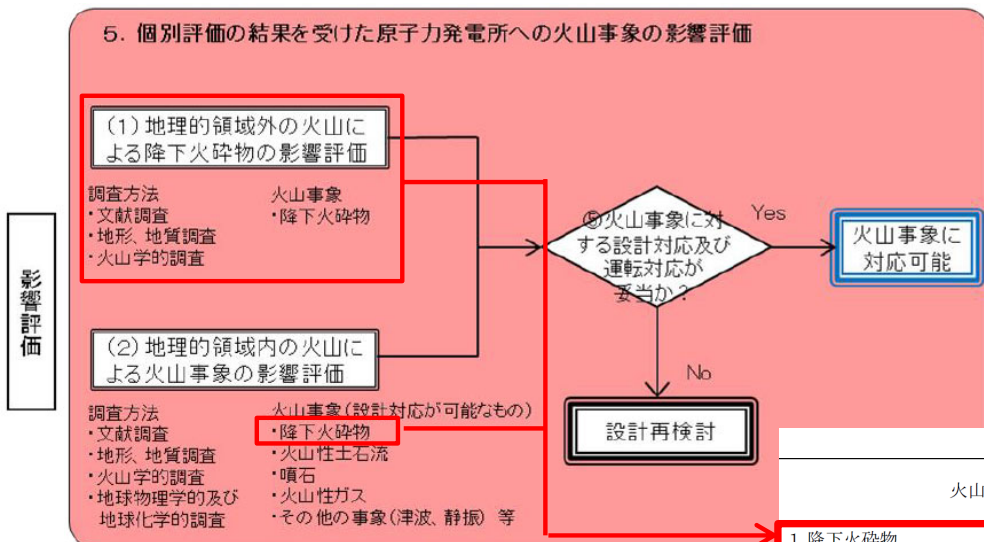 5. 個別評価の結果を受けた原子力発電所への火山事象の影響評価
影響評価
(1)地理的領域外の火山に
よる降下火砕物の影響評価
調査方法
・文献調査
・地形、地質調査
・火山学的調査
火山事象
・降下火砕物
(2)地理的領域内の火山に
よる火山事象の影響評価
調査方法
・文献調査
・地形、地質調査
・火山学的調査
・地球物理学的及び
地球化学的調査
火山事象(設計対応が可能なもの)
・降下火砕物
・火山性土石流
・噴石
・火山性ガス
・その他の事象(津波、静振) 等
⑤火山事象に対
する設計対応及び
運転対応が
妥当か?
Yes
火山事象に
対応可能
No
設計再検討
火山
1.降下火砕物